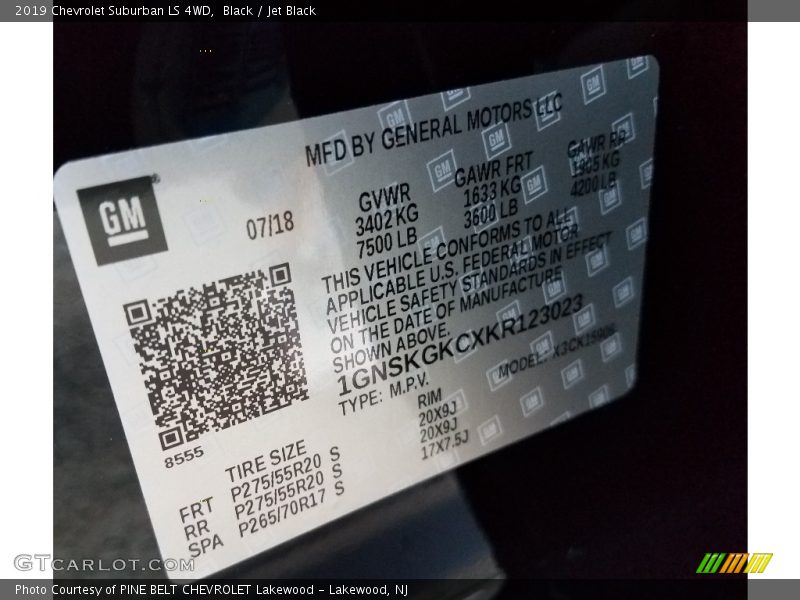 2019 Chevrolet Suburban LS 4WD,  Black / Jet Black
MFD BY GENERAL MOTORS LLC
GM
07/18
GVWR
3402 KG
7500 LB
GAWR FRT
1633 KG
3600 LB
GAWR RR
1905 KG
4200 LB
THIS VEHICLE CONFORMS TO ALL
APPLICABLE U.S. FEDERAL MOTOR
VEHICLE SAFETY STANDARDS IN EFFECT
ON THE DATE OF MANUFACTURE
SHOWN ABOVE.
1GNSKGKCXKR123023
TYPE: M.P.V.
MODEL: X3CK15906
8555
TIRE SIZE
RIM
FRT P275/55R20 S 20X9J
RR P275/55R20 S 20X9J
SPA P265/70R17 S 17X7.5J
GTCARLOT.COM
Photo Courtesy of PINE BELT CHEVROLET Lakewood - Lakewood, NJ